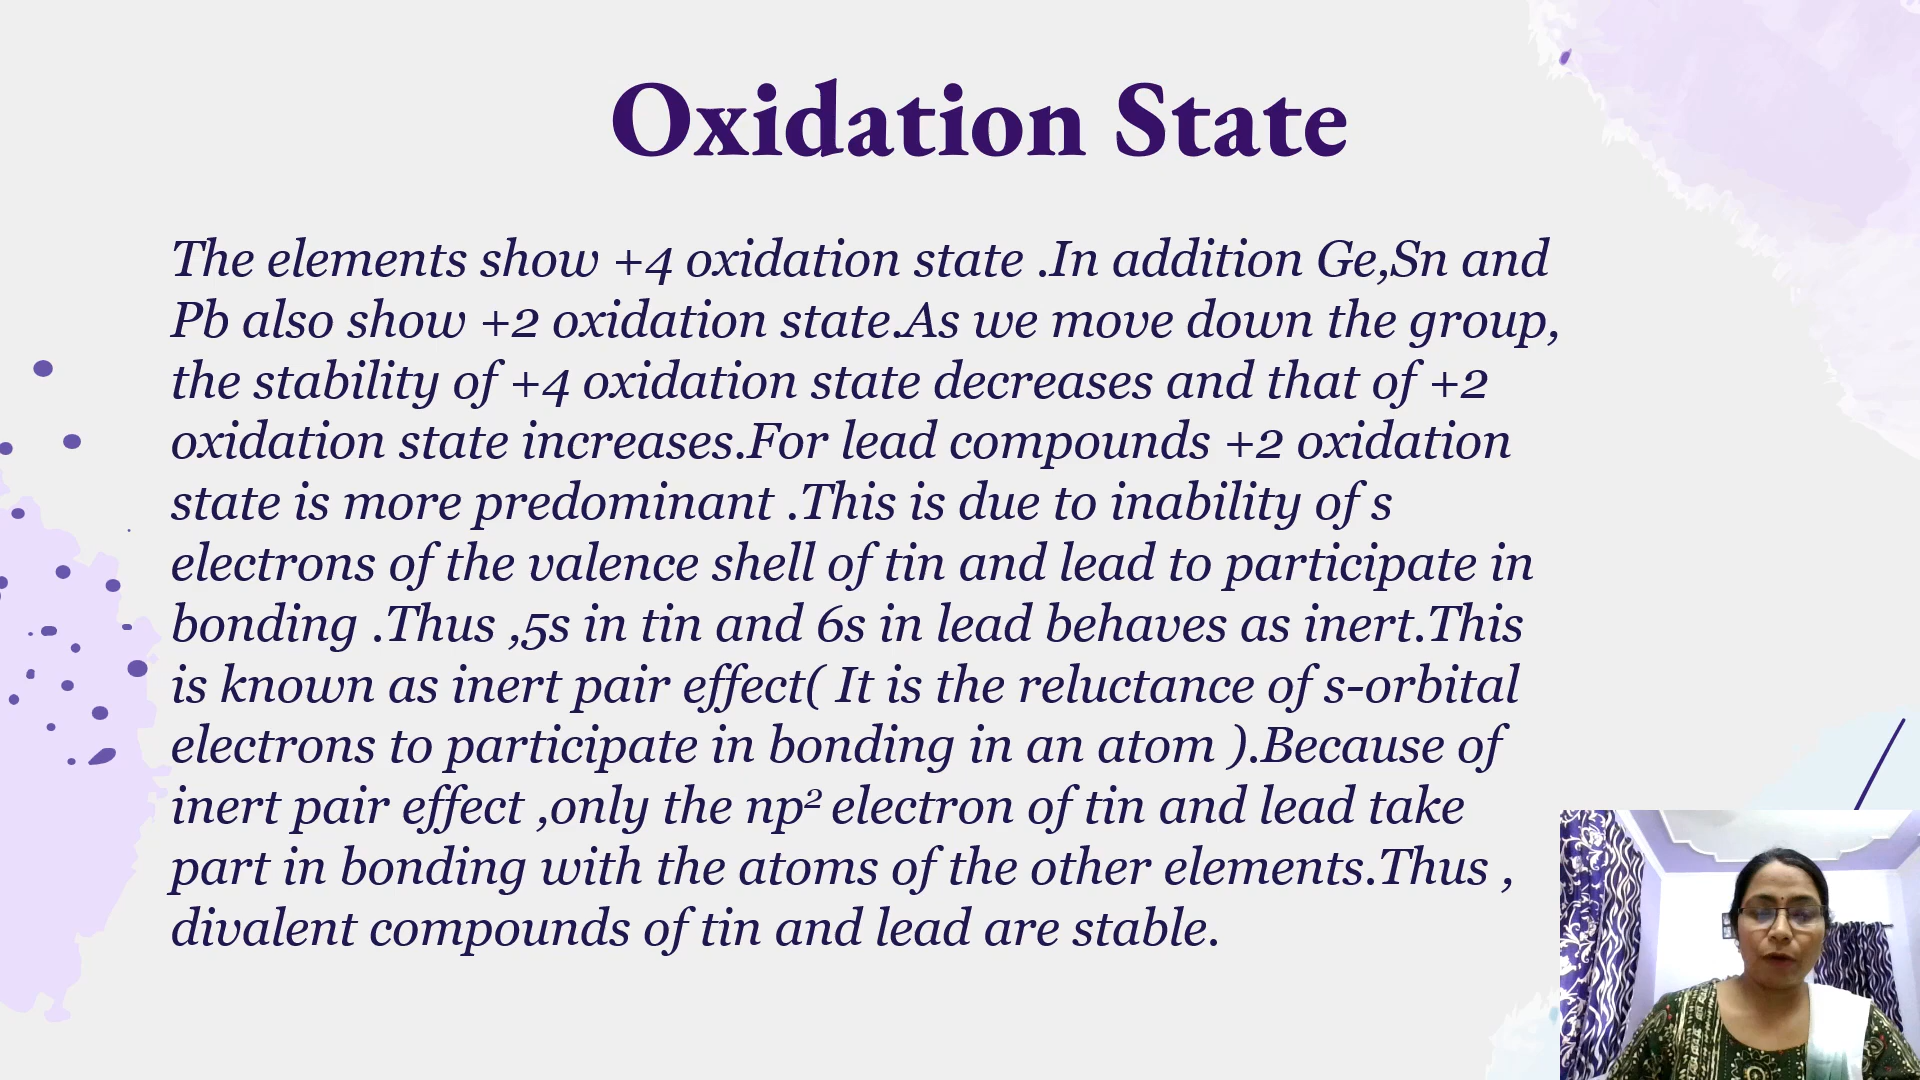 Oxidation State
The elements show +4 oxidation state .In addition Ge,Sn and
Pb also show +2 oxidation state.As we move down the group,
the stability of +4 oxidation state decreases and that of +2
oxidation state increases.For lead compounds +2 oxidation
state is more predominant .This is due to inability of s
electrons of the valence shell of tin and lead to participate in
bonding .Thus ,5s in tin and 6s in lead behaves as inert.This
is known as inert pair effect( It is the reluctance of s-orbital
electrons to participate in bonding in an atom ).Because of
inert pair effect ,only the np² electron of tin and lead take
part in bonding with the atoms of the other elements.Thus ,
divalent compounds of tin and lead are stable.